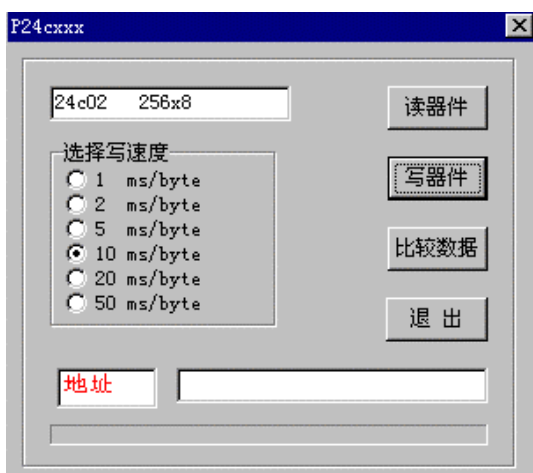 P24cxxx
24c02 256x8
读器件
选择写速度
1 ms/byte
2 ms/byte
5 ms/byte
10 ms/byte
20 ms/byte
50 ms/byte
写器件
比较数据
退 出
地址